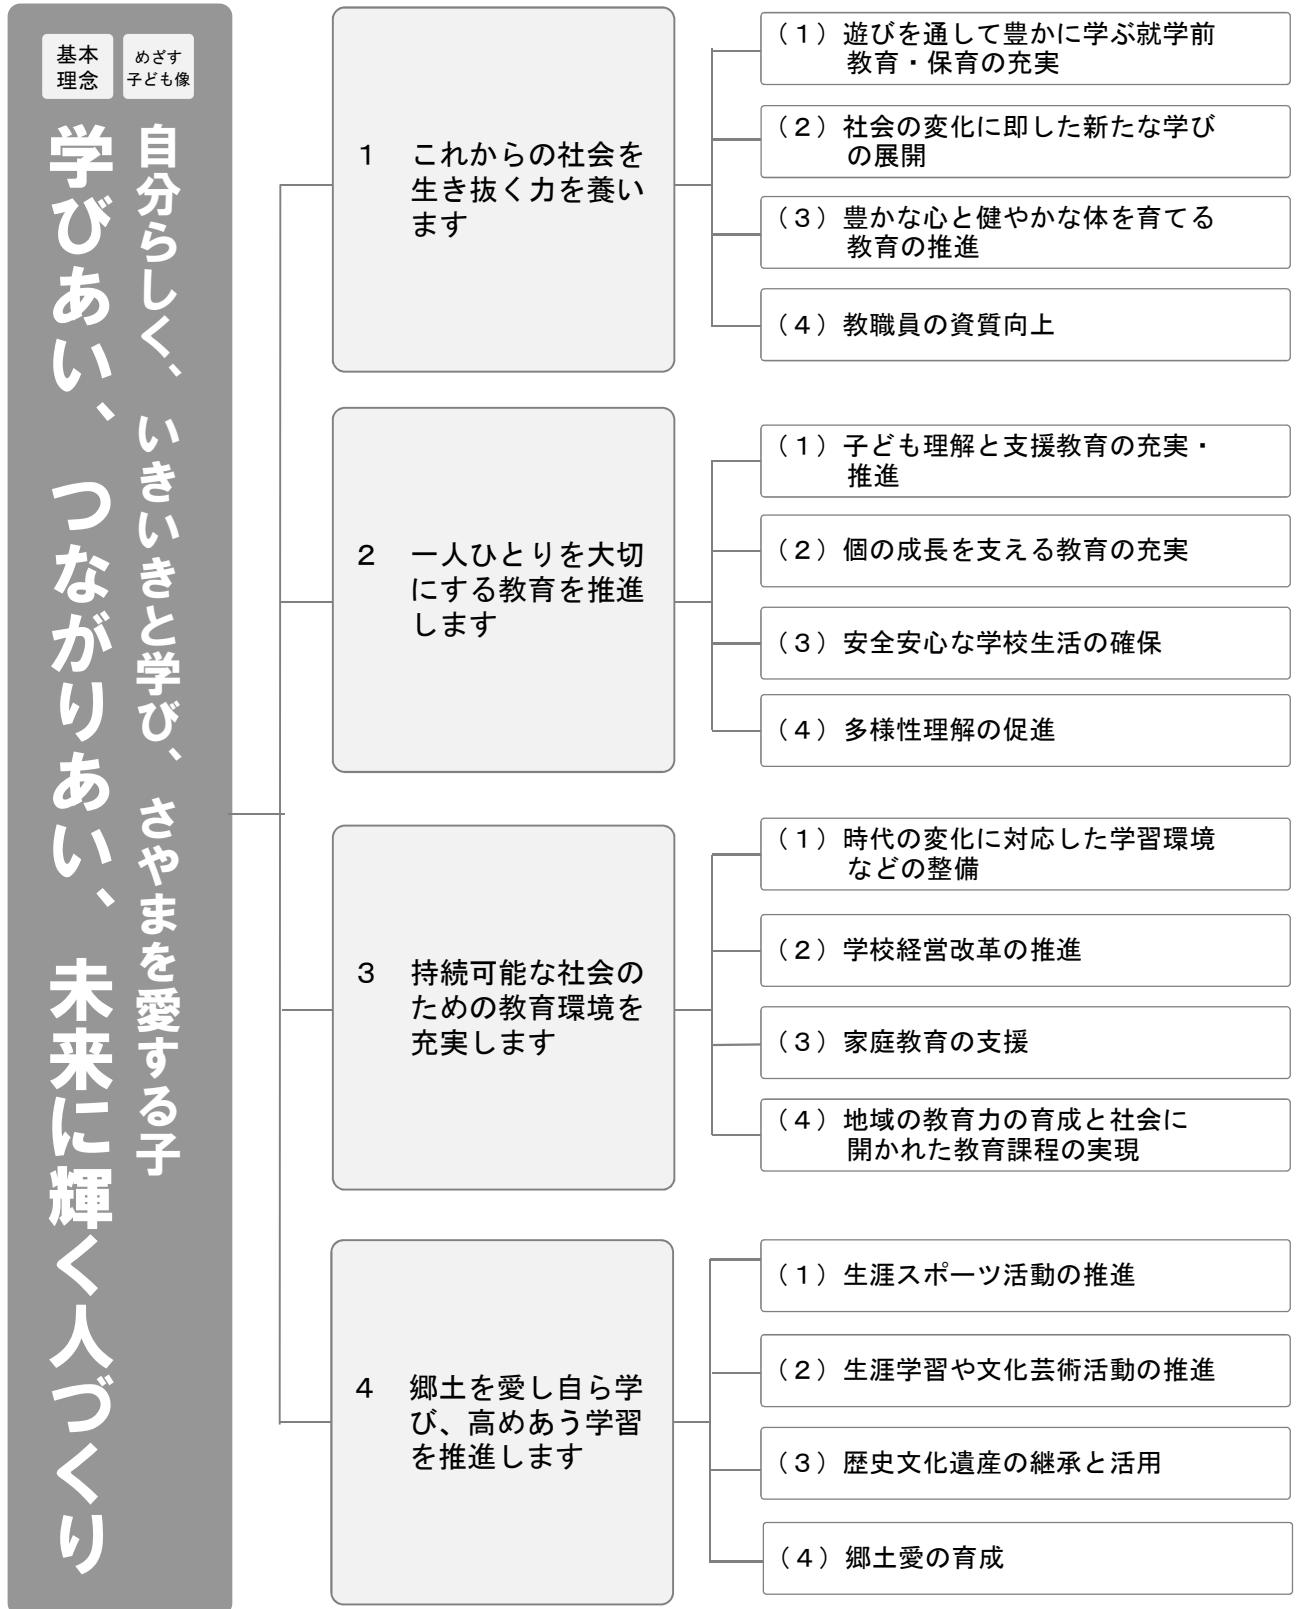 基本
理念
学びあい、つながりあい、未来に輝く人づくり
めざす
子ども像
自分らしく、いきいきと学び、さやまを愛する子
1 これからの社会を
生き抜く力を養い
ます
（１）遊びを通して豊かに学ぶ就学前
教育・保育の充実
（２）社会の変化に即した新たな学び
の展開
（３）豊かな心と健やかな体を育てる
教育の推進
（４）教職員の資質向上
2 一人ひとりを大切
にする教育を推進
します
（１）子ども理解と支援教育の充実・
推進
（２）個の成長を支える教育の充実
（３）安全安心な学校生活の確保
（４）多様性理解の促進
3 持続可能な社会の
ための教育環境を
充実します
（１）時代の変化に対応した学習環境
などの整備
（２）学校経営改革の推進
（３）家庭教育の支援
（４）地域の教育力の育成と社会に
開かれた教育課程の実現
4 郷土を愛し自ら学
び、高めあう学習
を推進します
（１）生涯スポーツ活動の推進
（２）生涯学習や文化芸術活動の推進
（３）歴史文化遺産の継承と活用
（４）郷土愛の育成